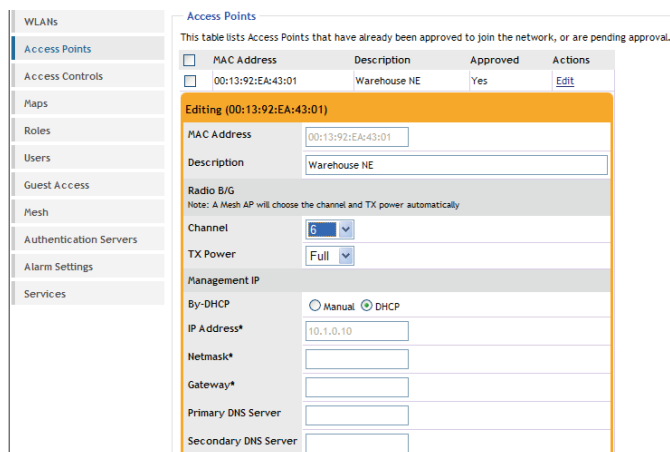 WLANs
Access Points
Access Controls
Maps
Roles
Users
Guest Access
Mesh
Authentication Servers
Alarm Settings
Services
Access Points
This table lists Access Points that have already been approved to join the network, or are pending approval.
MAC Address Description Approved Actions
00:13:92:EA:43:01 Warehouse NE Yes Edit
Editing (00:13:92:EA:43:01)
MAC Address 00:13:92:EA:43:01
Description Warehouse NE
Radio B/G
Note: A Mesh AP will choose the channel and TX power automatically
Channel 6
TX Power Full
Management IP
By-DHCP Manual DHCP
IP Address* 10.1.0.10
Netmask*
Gateway*
Primary DNS Server
Secondary DNS Server